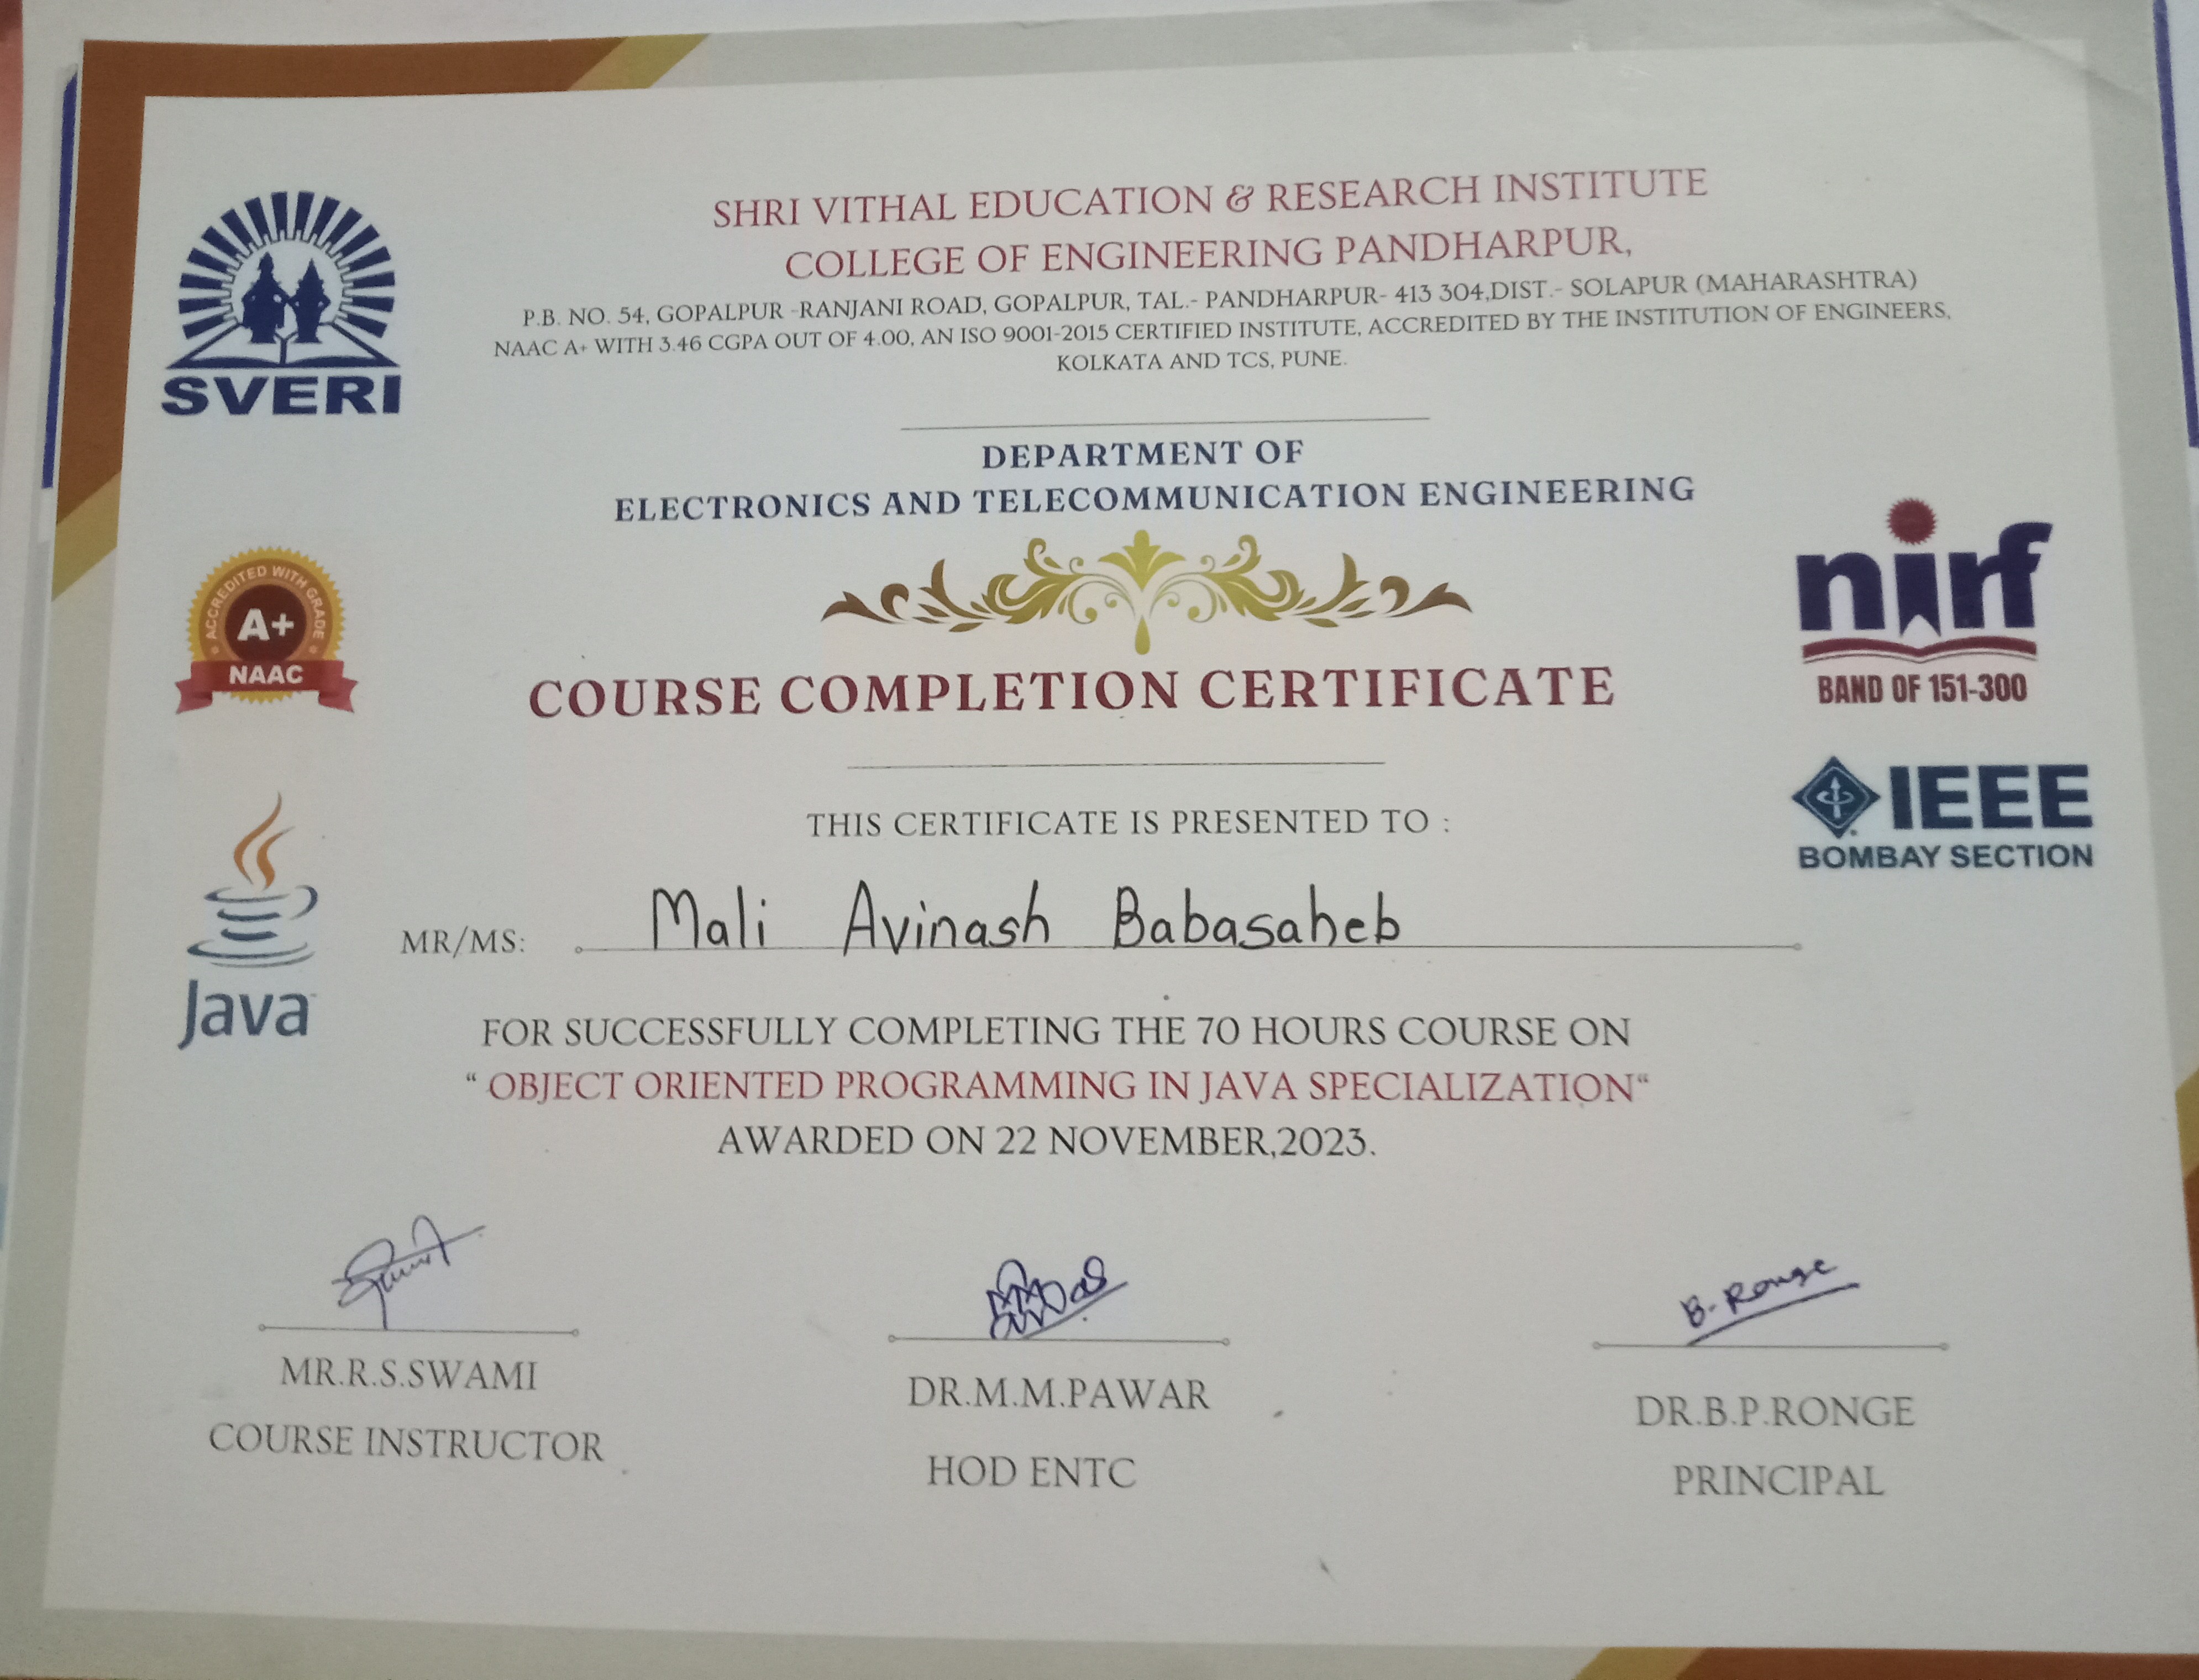 SHRI VITHAL EDUCATION & RESEARCH INSTITUTE
COLLEGE OF ENGINEERING PANDHARPUR,
P.B. NO. 54, GOPALPUR -RANJANI ROAD, GOPALPUR, TAL.- PANDHARPUR- 413 304,DIST.- SOLAPUR (MAHARASHTRA)
NAAC A+ WITH 3.46 CGPA OUT OF 4.00, AN ISO 9001-2015 CERTIFIED INSTITUTE, ACCREDITED BY THE INSTITUTION OF ENGINEERS,
KOLKATA AND TCS, PUNE.
SVERI
DEPARTMENT OF
ELECTRONICS AND TELECOMMUNICATION ENGINEERING
ACCREDITED WITH GRADE
A+
NAAC
nirf
BAND OF 151-300
COURSE COMPLETION CERTIFICATE
IEEE
BOMBAY SECTION
THIS CERTIFICATE IS PRESENTED TO :
MR/MS: Mali Avinash Babasaheb
Java
FOR SUCCESSFULLY COMPLETING THE 70 HOURS COURSE ON
“ OBJECT ORIENTED PROGRAMMING IN JAVA SPECIALIZATION“
AWARDED ON 22 NOVEMBER,2023.
B. Ronge
MR.R.S.SWAMI
COURSE INSTRUCTOR
DR.M.M.PAWAR
HOD ENTC
DR.B.P.RONGE
PRINCIPAL